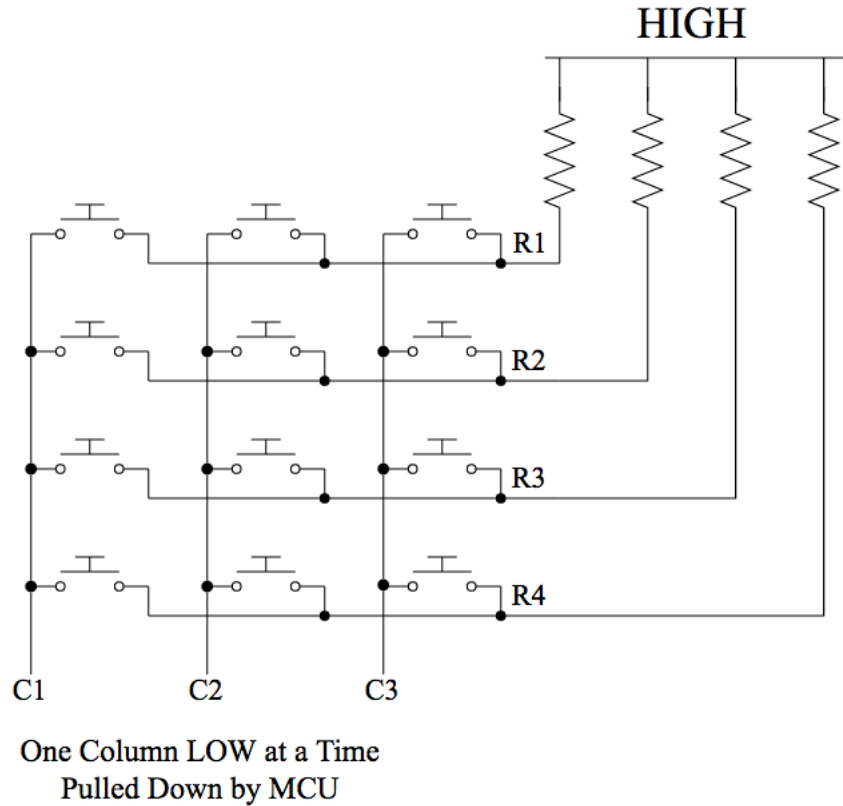 HIGH
R1
R2
R3
R4
C1 C2 C3
One Column LOW at a Time
Pulled Down by MCU